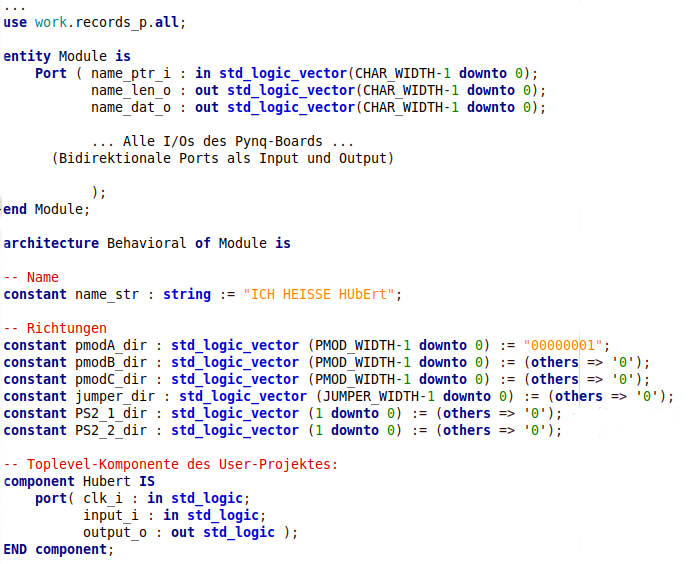 ...
use work.records_p.all;
entity Module is
Port ( name_ptr_i : in std_logic_vector(CHAR_WIDTH-1 downto 0);
name_len_o : out std_logic_vector(CHAR_WIDTH-1 downto 0);
name_dat_o : out std_logic_vector(CHAR_WIDTH-1 downto 0);
... Alle I/Os des Pynq-Boards ...
(Bidirektionale Ports als Input und Output)
);
end Module;
architecture Behavioral of Module is
-- Name
constant name_str : string := "ICH HEISSE HUbErt";
-- Richtungen
constant pmodA_dir : std_logic_vector (PMOD_WIDTH-1 downto 0) := "00000001";
constant pmodB_dir : std_logic_vector (PMOD_WIDTH-1 downto 0) := (others => '0');
constant pmodC_dir : std_logic_vector (PMOD_WIDTH-1 downto 0) := (others => '0');
constant jumper_dir : std_logic_vector (JUMPER_WIDTH-1 downto 0) := (others => '0');
constant PS2_1_dir : std_logic_vector (1 downto 0) := (others => '0');
constant PS2_2_dir : std_logic_vector (1 downto 0) := (others => '0');
-- Toplevel-Komponente des User-Projektes:
component Hubert IS
port( clk_i : in std_logic;
input_i : in std_logic;
output_o : out std_logic );
END component;